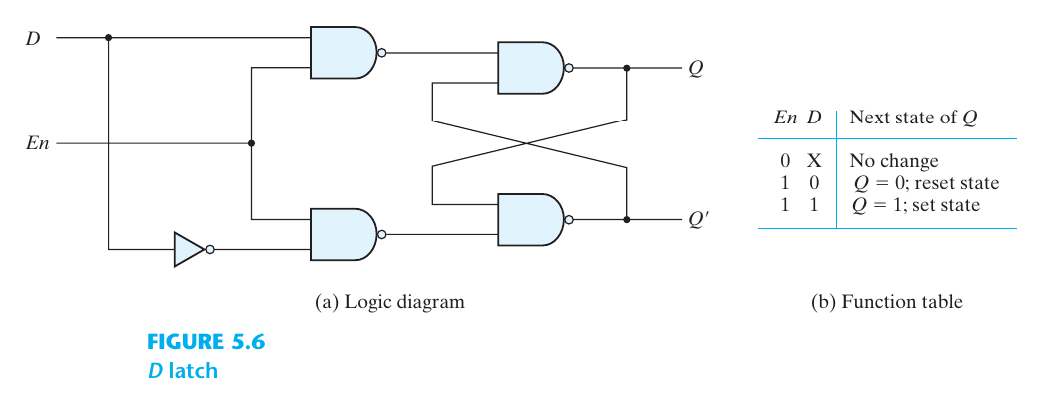 D
En
Q
Q′
En D Next state of Q
0 X No change
1 0 Q = 0; reset state
1 1 Q = 1; set state
(a) Logic diagram
(b) Function table
FIGURE 5.6
D latch